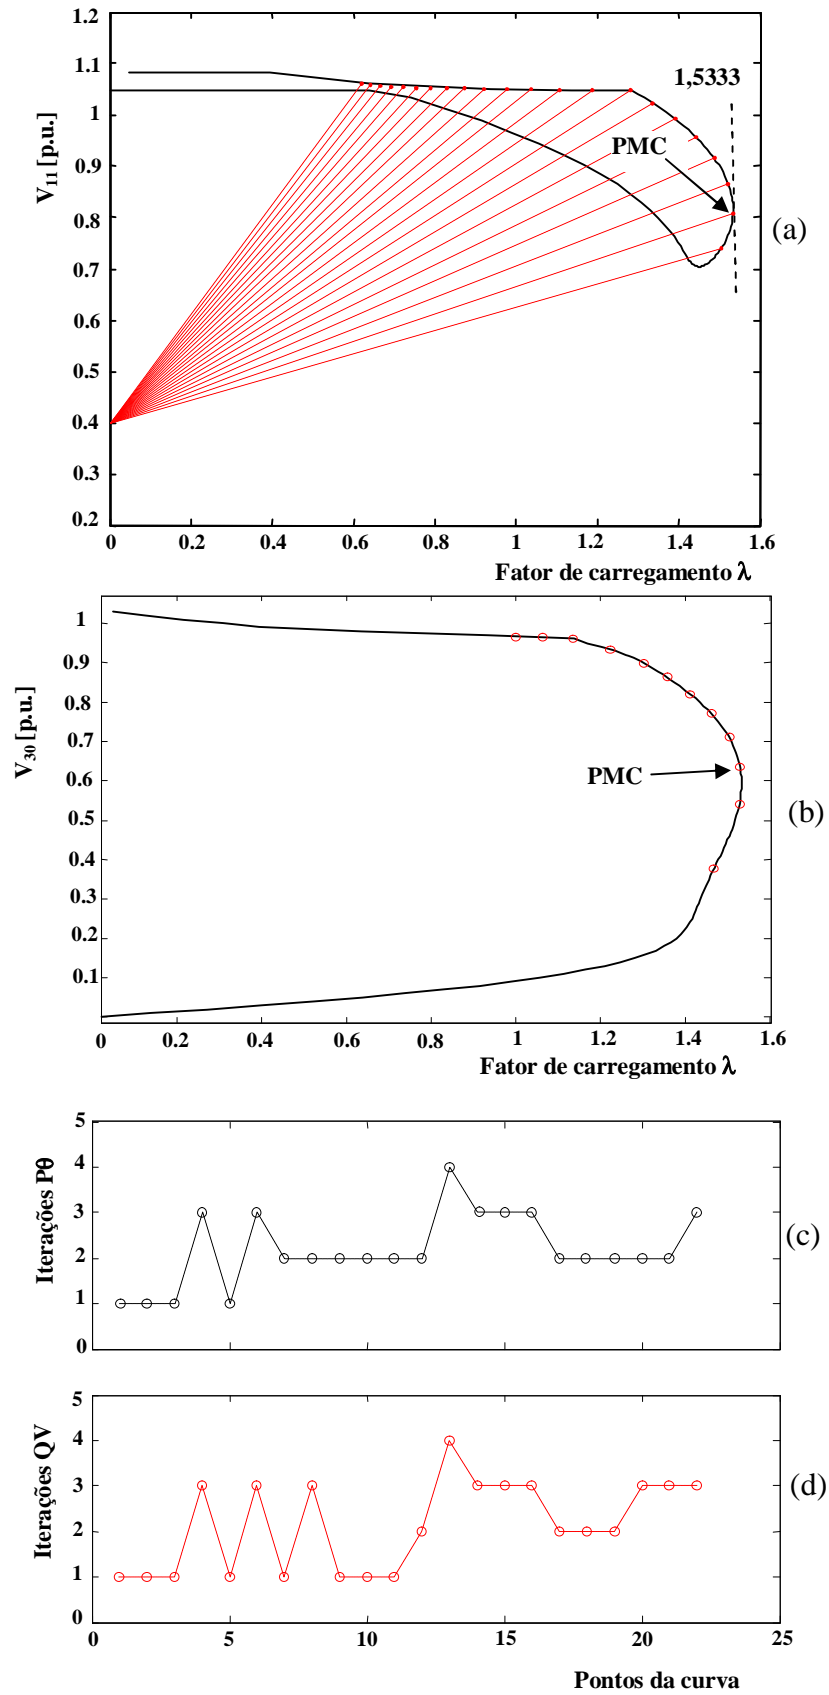 1.2
1.1
1
0.9
0.8
0.7
0.6
0.5
0.4
0.3
0.2
V11 [p.u.]
1,5333
PMC
(a)
0 0.2 0.4 0.6 0.8 1 1.2 1.4 1.6
Fator de carregamento λ
1
0.9
0.8
0.7
0.6
0.5
0.4
0.3
0.2
0.1
V30 [p.u.]
PMC
(b)
0 0.2 0.4 0.6 0.8 1 1.2 1.4 1.6
Fator de carregamento λ
5
4
3
2
1
0
Iterações Pθ
(c)
5
4
3
2
1
0
Iterações QV
(d)
0 5 10 15 20 25
Pontos da curva